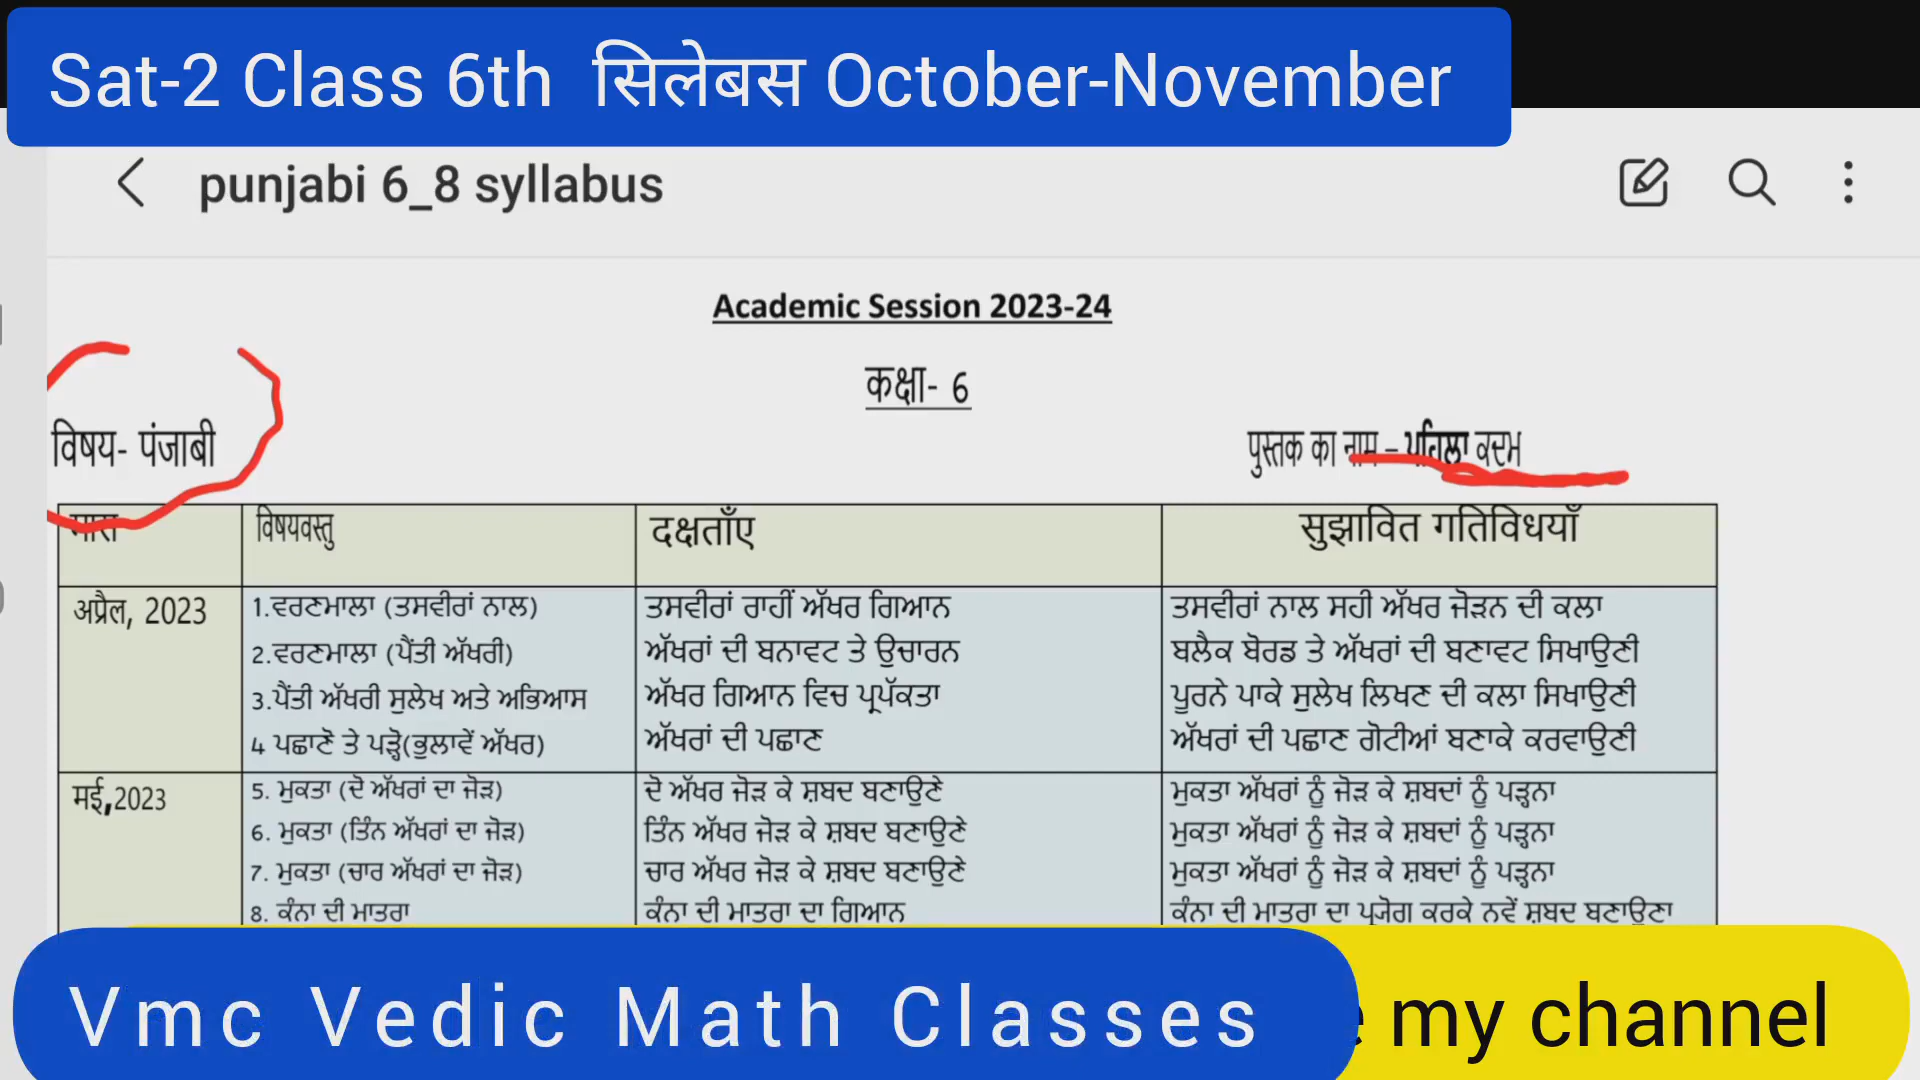 Sat-2 Class 6th सिलेबस October-November
punjabi 6_8 syllabus
Academic Session 2023-24
कक्षा- 6
विषय- पंजाबी
पुस्तक का नाम – ਪਹਿਲਾ ਕਦਮ
मास विषयवस्तु दक्षताएँ सुझावित गतिविधयाँ
अप्रैल, 2023 1.ਵਰਣਮਾਲਾ (ਤਸਵੀਰਾਂ ਨਾਲ) ਤਸਵੀਰਾਂ ਰਾਹੀਂ ਅੱਖਰ ਗਿਆਨ ਤਸਵੀਰਾਂ ਨਾਲ ਸਹੀ ਅੱਖਰ ਜੋੜਨ ਦੀ ਕਲਾ
2.ਵਰਣਮਾਲਾ (ਪੈਂਤੀ ਅੱਖਰੀ) ਅੱਖਰਾਂ ਦੀ ਬਨਾਵਟ ਤੇ ਉਚਾਰਨ ਬਲੈਕ ਬੋਰਡ ਤੇ ਅੱਖਰਾਂ ਦੀ ਬਣਾਵਟ ਸਿਖਾਉਣੀ
3.ਪੈਂਤੀ ਅੱਖਰੀ ਸੁਲੇਖ ਅਤੇ ਅਭਿਆਸ ਅੱਖਰ ਗਿਆਨ ਵਿਚ ਪ੍ਰਪੱਕਤਾ ਪੂਰਨੇ ਪਾਕੇ ਸੁਲੇਖ ਲਿਖਣ ਦੀ ਕਲਾ ਸਿਖਾਉਣੀ
4 ਪਛਾਣੋ ਤੇ ਪੜ੍ਹੋ(ਭੁਲਾਵੇਂ ਅੱਖਰ) ਅੱਖਰਾਂ ਦੀ ਪਛਾਣ ਅੱਖਰਾਂ ਦੀ ਪਛਾਣ ਗੋਟੀਆਂ ਬਣਾਕੇ ਕਰਵਾਉਣੀ
मई,2023 5. ਮੁਕਤਾ (ਦੋ ਅੱਖਰਾਂ ਦਾ ਜੋੜ) ਦੋ ਅੱਖਰ ਜੋੜ ਕੇ ਸ਼ਬਦ ਬਣਾਉਣੇ ਮੁਕਤਾ ਅੱਖਰਾਂ ਨੂੰ ਜੋੜ ਕੇ ਸ਼ਬਦਾਂ ਨੂੰ ਪੜ੍ਹਨਾ
6. ਮੁਕਤਾ (ਤਿੰਨ ਅੱਖਰਾਂ ਦਾ ਜੋੜ) ਤਿੰਨ ਅੱਖਰ ਜੋੜ ਕੇ ਸ਼ਬਦ ਬਣਾਉਣੇ ਮੁਕਤਾ ਅੱਖਰਾਂ ਨੂੰ ਜੋੜ ਕੇ ਸ਼ਬਦਾਂ ਨੂੰ ਪੜ੍ਹਨਾ
7. ਮੁਕਤਾ (ਚਾਰ ਅੱਖਰਾਂ ਦਾ ਜੋੜ) ਚਾਰ ਅੱਖਰ ਜੋੜ ਕੇ ਸ਼ਬਦ ਬਣਾਉਣੇ ਮੁਕਤਾ ਅੱਖਰਾਂ ਨੂੰ ਜੋੜ ਕੇ ਸ਼ਬਦਾਂ ਨੂੰ ਪੜ੍ਹਨਾ
8. ਕੰਨਾ ਦੀ ਮਾਤਰਾ ਕੰਨਾ ਦੀ ਮਾਤਰਾ ਦਾ ਗਿਆਨ ਕੰਨਾ ਦੀ ਮਾਤਰਾ ਦਾ ਪ੍ਰਯੋਗ ਕਰਕੇ ਨਵੇਂ ਸ਼ਬਦ ਬਣਾਉਣਾ
Vmc Vedic Math Classes my channel